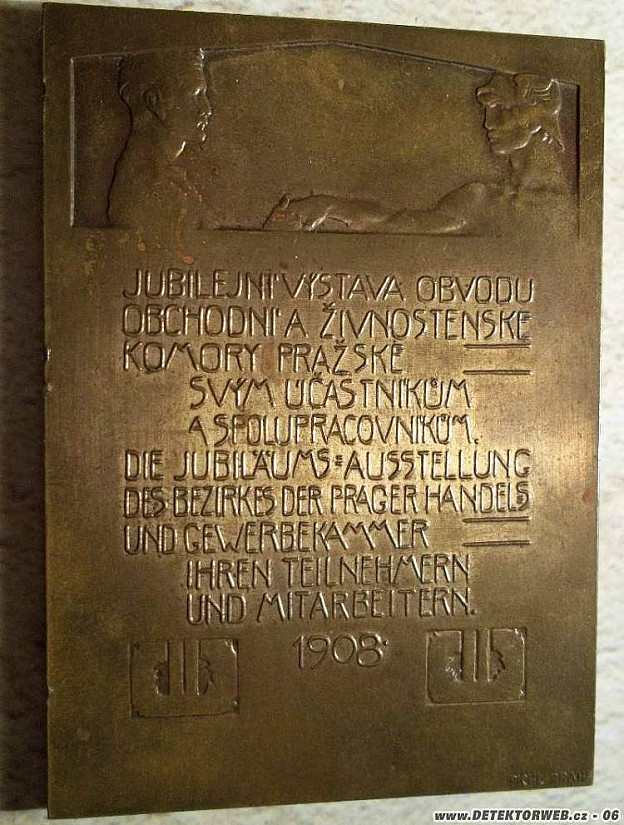 JUBILEJNÍ VÝSTAVA OBVODU
OBCHODNÍ A ŽIVNOSTENSKÉ
KOMORY PRAŽSKÉ
SVÝM ÚČASTNÍKŮM
A SPOLUPRACOVNÍKŮM.
DIE JUBILÄUMS=AUSSTELLUNG
DES BEZIRKES DER PRAGER HANDELS=
UND GEWERBEKAMMER
IHREN TEILNEHMERN
UND MITARBEITERN.
1908
www.DETEKTORWEB.cz - 06